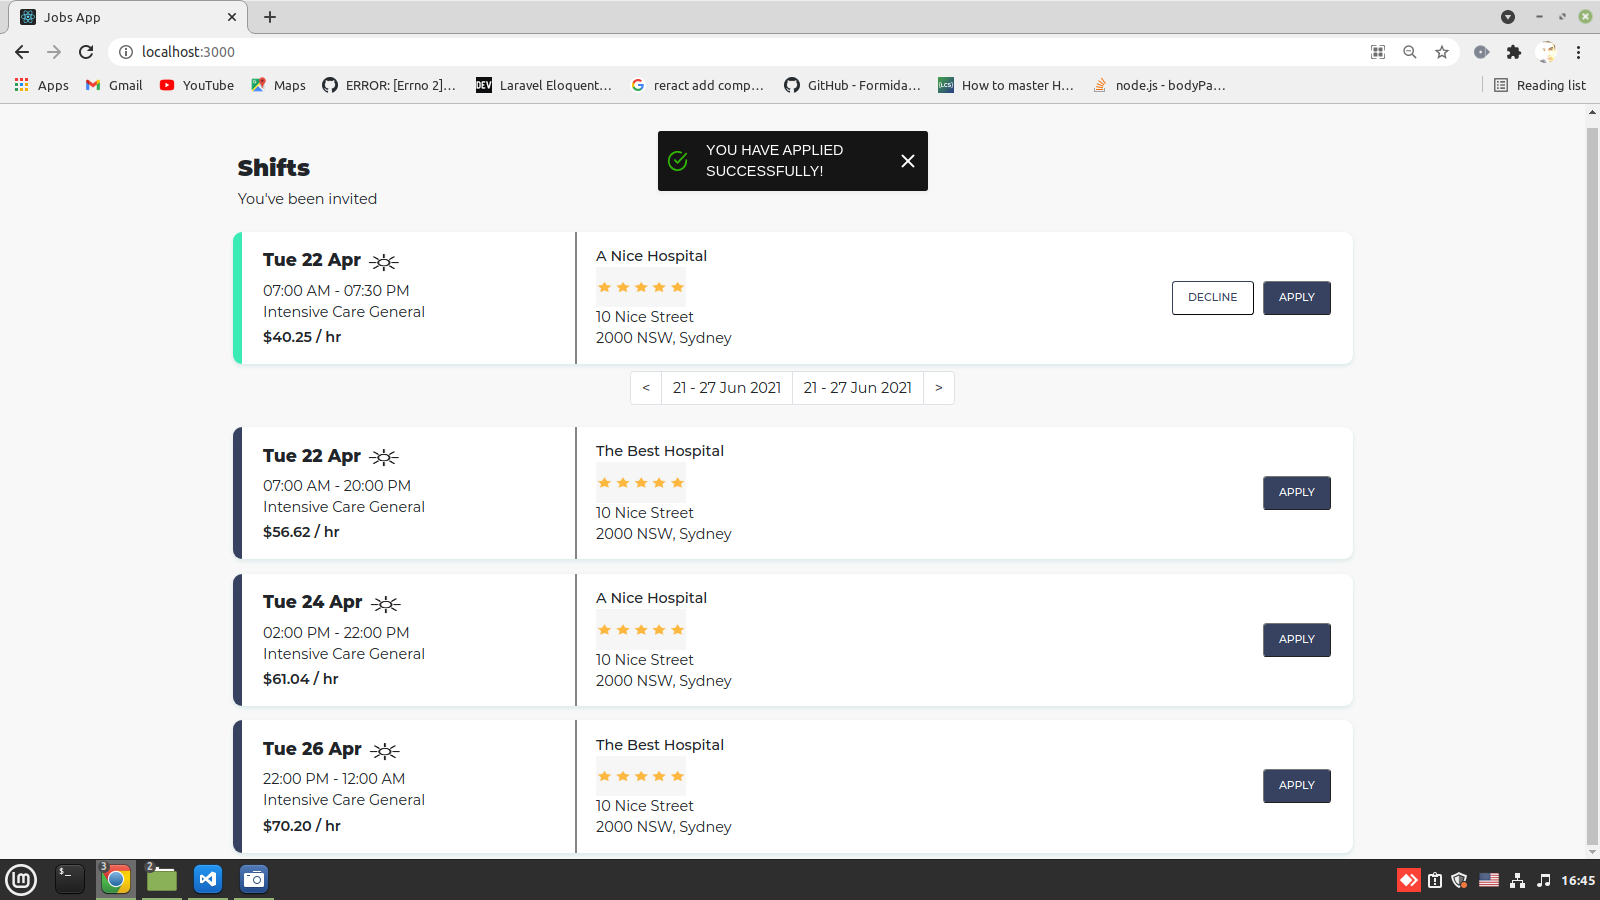 Jobs App
localhost:3000
Apps
Gmail
YouTube
Maps
ERROR: [Errno 2]...
DEV
Laravel Eloquent...
reract add comp...
GitHub - Formida...
{LCS}
How to master H...
node.js - bodyPa...
Reading list
YOU HAVE APPLIED
SUCCESSFULLY!
Shifts
You've been invited
Tue 22 Apr
07:00 AM - 07:30 PM
Intensive Care General
$40.25 / hr
A Nice Hospital
10 Nice Street
2000 NSW, Sydney
DECLINE
APPLY
< 21 - 27 Jun 2021 21 - 27 Jun 2021 >
Tue 22 Apr
07:00 AM - 20:00 PM
Intensive Care General
$56.62 / hr
The Best Hospital
10 Nice Street
2000 NSW, Sydney
APPLY
Tue 24 Apr
02:00 PM - 22:00 PM
Intensive Care General
$61.04 / hr
A Nice Hospital
10 Nice Street
2000 NSW, Sydney
APPLY
Tue 26 Apr
22:00 PM - 12:00 AM
Intensive Care General
$70.20 / hr
The Best Hospital
10 Nice Street
2000 NSW, Sydney
APPLY
$_
3
2
16:45